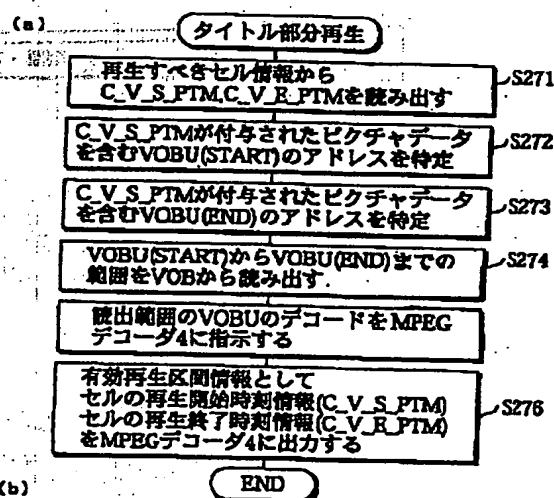 (a)
タイトル部分再生
再生すべきセル情報から
C_V_S_PTM,C_V_E_PTMを読み出す
S271
C_V_S_PTMが付与されたピクチャデータ
を含むVOBU(START)のアドレスを特定
S272
C_V_S_PTMが付与されたピクチャデータ
を含むVOBU(END)のアドレスを特定
S273
VOBU(START)からVOBU(END)までの
範囲をVOBから読み出す.
S274
読出範囲のVOBUのデコードをMPEG
デコーダ4に指示する
有効再生区間情報として
セルの再生開始時刻情報(C_V_S_PTM)
セルの再生終了時刻情報(C_V_E_PTM)
をMPEGデコーダ4に出力する
S276
END
(b)